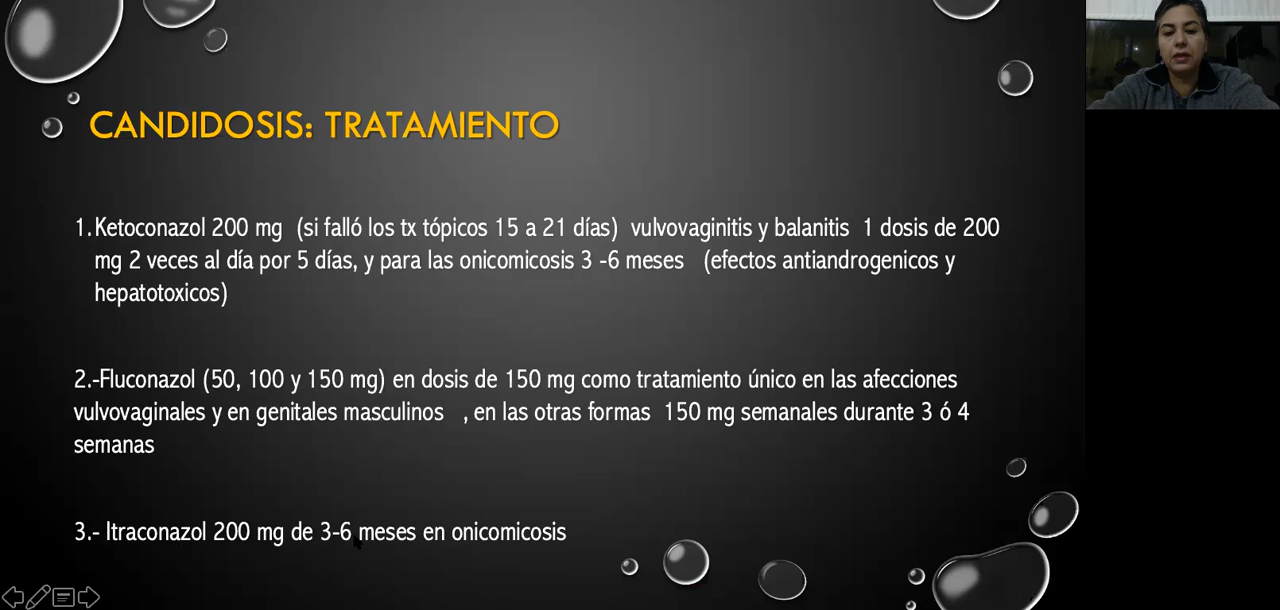 CANDIDOSIS: TRATAMIENTO
1. Ketoconazol 200 mg (si falló los tx tópicos 15 a 21 días) vulvovaginitis y balanitis 1 dosis de 200
mg 2 veces al día por 5 días, y para las onicomicosis 3 -6 meses (efectos antiandrogenicos y
hepatotoxicos)
2.-Fluconazol (50, 100 y 150 mg) en dosis de 150 mg como tratamiento único en las afecciones
vulvovaginales y en genitales masculinos , en las otras formas 150 mg semanales durante 3 ó 4
semanas
3.- Itraconazol 200 mg de 3-6 meses en onicomicosis